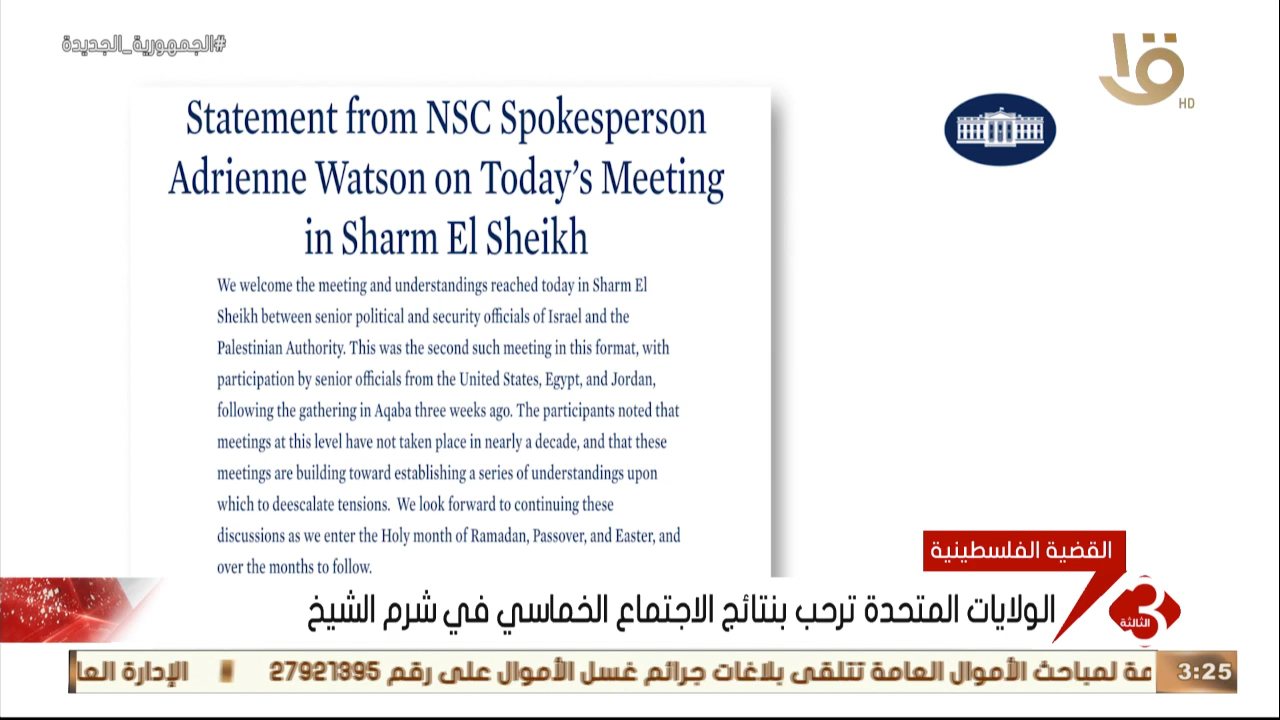 #الجمهورية_الجديدة
HD
Statement from NSC Spokesperson
Adrienne Watson on Today's Meeting
in Sharm El Sheikh
We welcome the meeting and understandings reached today in Sharm El
Sheikh between senior political and security officials of Israel and the
Palestinian Authority. This was the second such meeting in this format, with
participation by senior officials from the United States, Egypt, and Jordan,
following the gathering in Aqaba three weeks ago. The participants noted that
meetings at this level have not taken place in nearly a decade, and that these
meetings are building toward establishing a series of understandings upon
which to deescalate tensions.  We look forward to continuing these
discussions as we enter the Holy month of Ramadan, Passover, and Easter, and
over the months to follow.
القضية الفلسطينية
3 الثالثة
الولايات المتحدة ترحب بنتائج الاجتماع الخماسي في شرم الشيخ
3:25
لمباحث الأموال العامة تتلقى بلاغات جرائم غسل الأموال على رقم 27921395 الإدارة